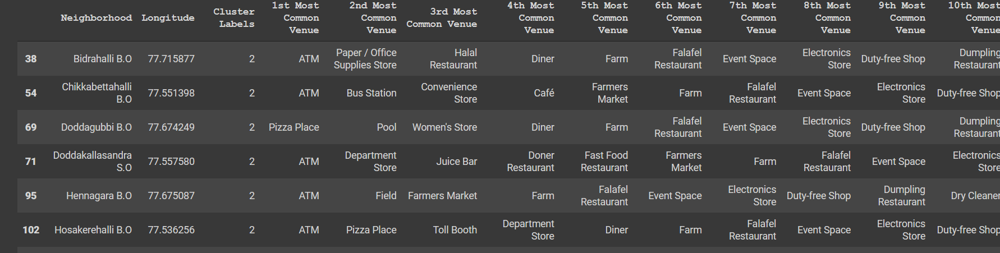 Neighborhood Longitude Cluster Labels 1st Most Common Venue 2nd Most Common Venue 3rd Most Common Venue 4th Most Common Venue 5th Most Common Venue 6th Most Common Venue 7th Most Common Venue 8th Most Common Venue 9th Most Common Venue 10th Most Common Venue
38 Bidrahalli B.O 77.715877 2 ATM Paper / Office Supplies Store Halal Restaurant Diner Farm Falafel Restaurant Event Space Electronics Store Duty-free Shop Dumpling Restaurant
54 Chikkabettahalli B.O 77.551398 2 ATM Bus Station Convenience Store Café Farmers Market Farm Falafel Restaurant Event Space Electronics Store Duty-free Shop
69 Doddagubbi B.O 77.674249 2 Pizza Place Pool Women's Store Diner Farm Falafel Restaurant Event Space Electronics Store Duty-free Shop Dumpling Restaurant
71 Doddakallasandra S.O 77.557580 2 ATM Department Store Juice Bar Doner Restaurant Fast Food Restaurant Farmers Market Farm Falafel Restaurant Event Space Electronics Store
95 Hennagara B.O 77.675087 2 ATM Field Farmers Market Farm Falafel Restaurant Event Space Electronics Store Duty-free Shop Dumpling Restaurant Dry Cleaner
102 Hosakerehalli B.O 77.536256 2 ATM Pizza Place Toll Booth Department Store Diner Farm Falafel Restaurant Event Space Electronics Store Duty-free Shop